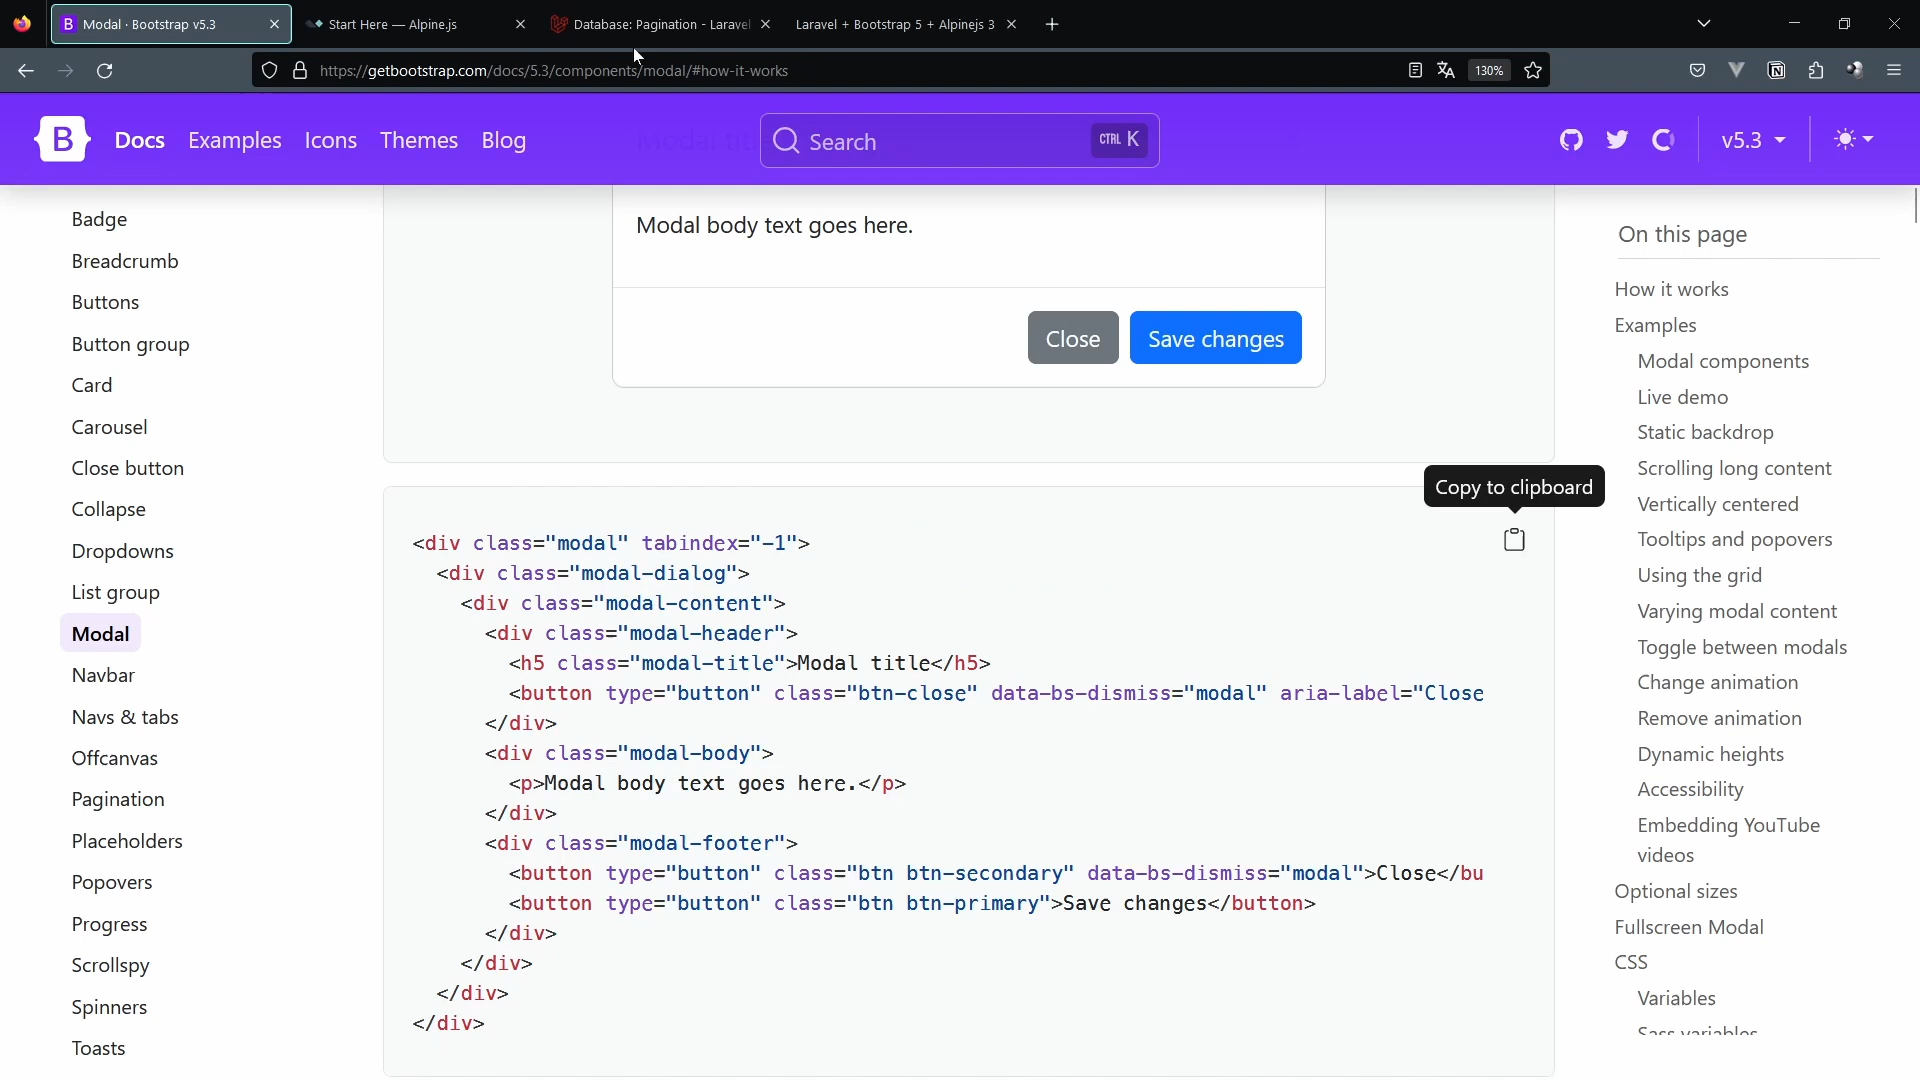 Modal · Bootstrap v5.3
Start Here — Alpine.js
Database: Pagination - Laravel
Laravel + Bootstrap 5 + Alpinejs 3
https://getbootstrap.com/docs/5.3/components/modal/#how-it-works
130%
B
Docs
Examples
Icons
Themes
Blog
Search
CTRL K
v5.3
Badge
Breadcrumb
Buttons
Button group
Card
Carousel
Close button
Collapse
Dropdowns
List group
Modal
Navbar
Navs & tabs
Offcanvas
Pagination
Placeholders
Popovers
Progress
Scrollspy
Spinners
Toasts
Modal body text goes here.
Close
Save changes
Copy to clipboard
<div class="modal" tabindex="-1">
<div class="modal-dialog">
<div class="modal-content">
<div class="modal-header">
<h5 class="modal-title">Modal title</h5>
<button type="button" class="btn-close" data-bs-dismiss="modal" aria-label="Close
</div>
<div class="modal-body">
<p>Modal body text goes here.</p>
</div>
<div class="modal-footer">
<button type="button" class="btn btn-secondary" data-bs-dismiss="modal">Close</bu
<button type="button" class="btn btn-primary">Save changes</button>
</div>
</div>
</div>
</div>
On this page
How it works
Examples
Modal components
Live demo
Static backdrop
Scrolling long content
Vertically centered
Tooltips and popovers
Using the grid
Varying modal content
Toggle between modals
Change animation
Remove animation
Dynamic heights
Accessibility
Embedding YouTube
videos
Optional sizes
Fullscreen Modal
CSS
Variables
Sass variables